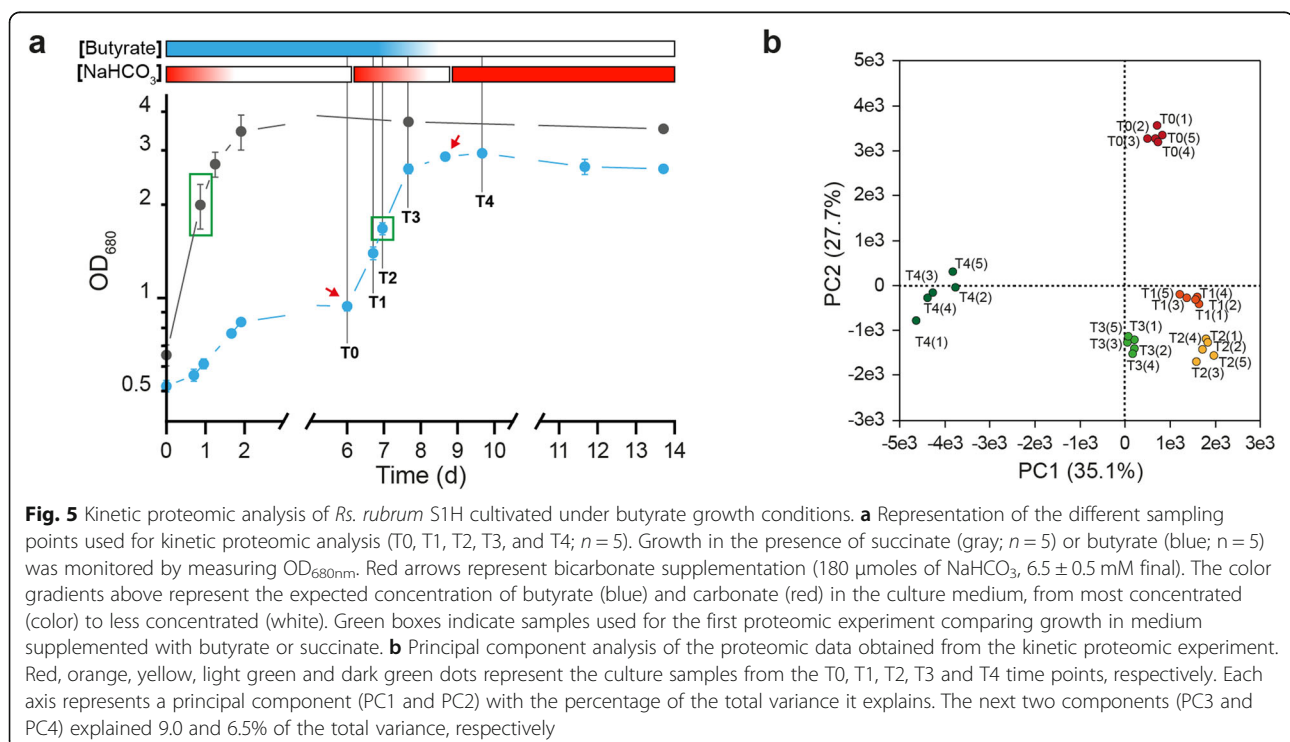 a
[Butyrate]
[NaHCO3]
4
3
2
1
0.5
OD680
T0
T1
T2
T3
T4
0 1 2 6 7 8 9 10 11 12 13 14
Time (d)
b
5e3
4e3
3e3
1e3
0
-1e3
-2e3
-3e3
PC2 (27.7%)
T0(1)
T0(2)
T0(5)
T0(3)
T0(4)
T4(3) T4(5)
T4(2)
T4(4)
T4(1)
T1(5) T1(4)
T1(3) T1(2)
T1(1)
T3(5) T3(1)
T3(3) T3(2)
T3(4)
T2(4) T2(1)
T2(2)
T2(5)
T2(3)
-5e3 -4e3 -3e3 -1e3 0 1e3 2e3 3e3
PC1 (35.1%)
Fig. 5 Kinetic proteomic analysis of Rs. rubrum S1H cultivated under butyrate growth conditions. a Representation of the different sampling
points used for kinetic proteomic analysis (T0, T1, T2, T3, and T4; n = 5). Growth in the presence of succinate (gray; n = 5) or butyrate (blue; n = 5)
was monitored by measuring OD680nm. Red arrows represent bicarbonate supplementation (180 μmoles of NaHCO3, 6.5 ± 0.5 mM final). The color
gradients above represent the expected concentration of butyrate (blue) and carbonate (red) in the culture medium, from most concentrated
(color) to less concentrated (white). Green boxes indicate samples used for the first proteomic experiment comparing growth in medium
supplemented with butyrate or succinate. b Principal component analysis of the proteomic data obtained from the kinetic proteomic experiment.
Red, orange, yellow, light green and dark green dots represent the culture samples from the T0, T1, T2, T3 and T4 time points, respectively. Each
axis represents a principal component (PC1 and PC2) with the percentage of the total variance it explains. The next two components (PC3 and
PC4) explained 9.0 and 6.5% of the total variance, respectively